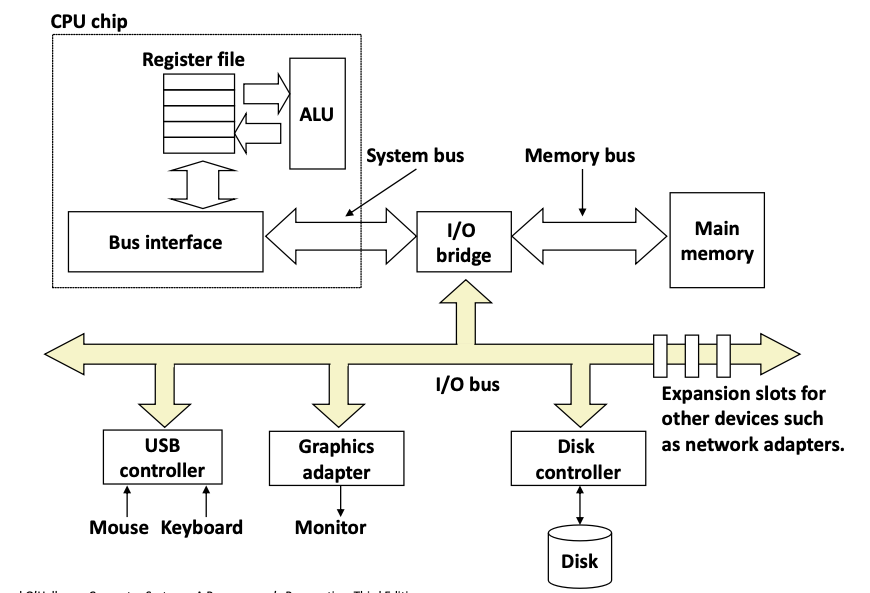 CPU chip
Register file
ALU
System bus
Memory bus
Bus interface
I/O
bridge
Main
memory
I/O bus
Expansion slots for
other devices such
as network adapters.
USB
controller
Graphics
adapter
Disk
controller
Mouse
Keyboard
Monitor
Disk